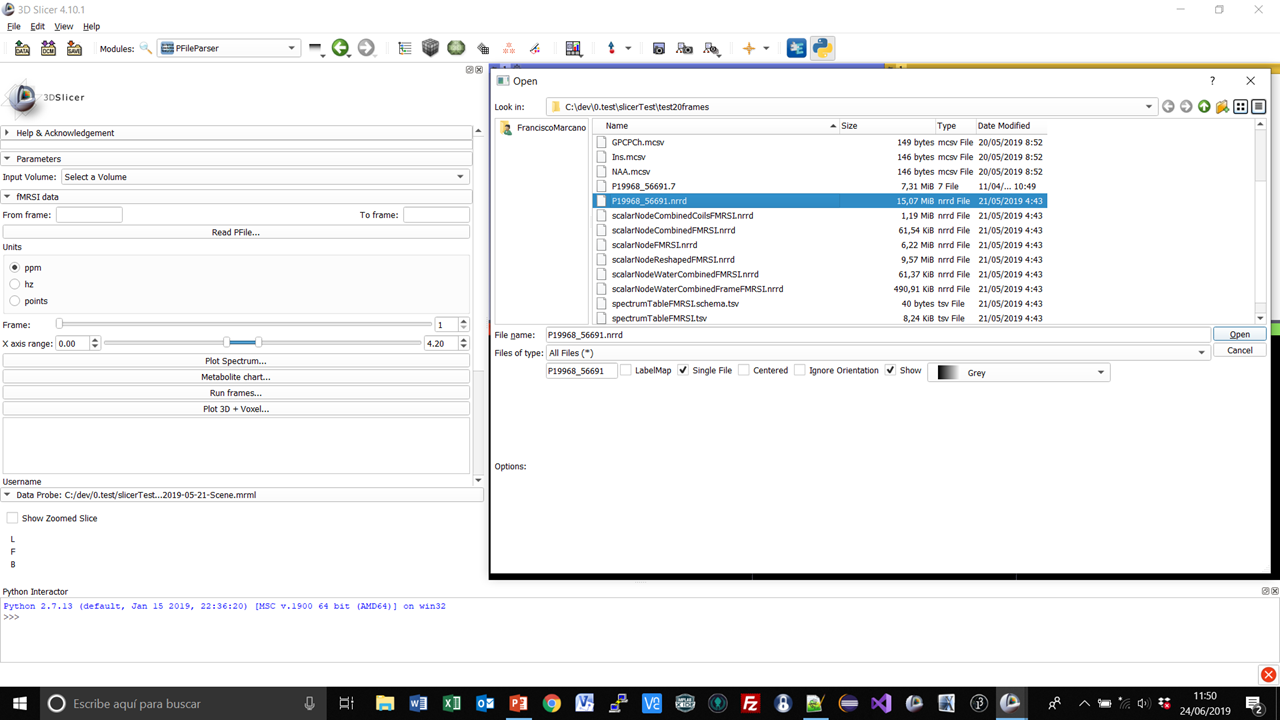 3D Slicer 4.10.1
File Edit View Help
DATA DCM SAVE Modules: PFileParser
3DSlicer
Help & Acknowledgement
Parameters
Input Volume: Select a Volume
fMRSI data
From frame: To frame:
Read PFile...
Units
ppm
hz
points
Frame: 1
X axis range: 0.00 4.20
Plot Spectrum...
Metabolite chart...
Run frames...
Plot 3D + Voxel...
Username
Data Probe: C:/dev/0.test/slicerTest...2019-05-21-Scene.mrml
Show Zoomed Slice
L
F
B
Open ?
Look in: C:\dev\0.test\slicerTest\test20frames
FranciscoMarcano
Name Size Type Date Modified
GPCPCh.mcsv 149 bytes mcsv File 20/05/2019 8:52
Ins.mcsv 146 bytes mcsv File 20/05/2019 8:52
NAA.mcsv 146 bytes mcsv File 20/05/2019 8:52
P19968_56691.7 7,31 MiB 7 File 11/04/... 10:49
P19968_56691.nrrd 15,07 MiB nrrd File 21/05/2019 4:43
scalarNodeCombinedCoilsFMRSI.nrrd 1,19 MiB nrrd File 21/05/2019 4:43
scalarNodeCombinedFMRSI.nrrd 61,54 KiB nrrd File 21/05/2019 4:43
scalarNodeFMRSI.nrrd 6,22 MiB nrrd File 21/05/2019 4:43
scalarNodeReshapedFMRSI.nrrd 9,57 MiB nrrd File 21/05/2019 4:43
scalarNodeWaterCombinedFMRSI.nrrd 61,37 KiB nrrd File 21/05/2019 4:43
scalarNodeWaterCombinedFrameFMRSI.nrrd 490,91 KiB nrrd File 21/05/2019 4:43
spectrumTableFMRSI.schema.tsv 40 bytes tsv File 21/05/2019 4:43
spectrumTableFMRSI.tsv 8,24 KiB tsv File 21/05/2019 4:43
File name: P19968_56691.nrrd Open
Files of type: All Files (*) Cancel
P19968_56691 LabelMap Single File Centered Ignore Orientation Show Grey
Options:
Python Interactor
Python 2.7.13 (default, Jan 15 2019, 22:36:20) [MSC v.1900 64 bit (AMD64)] on win32
>>>
Escribe aquí para buscar
11:50
24/06/2019